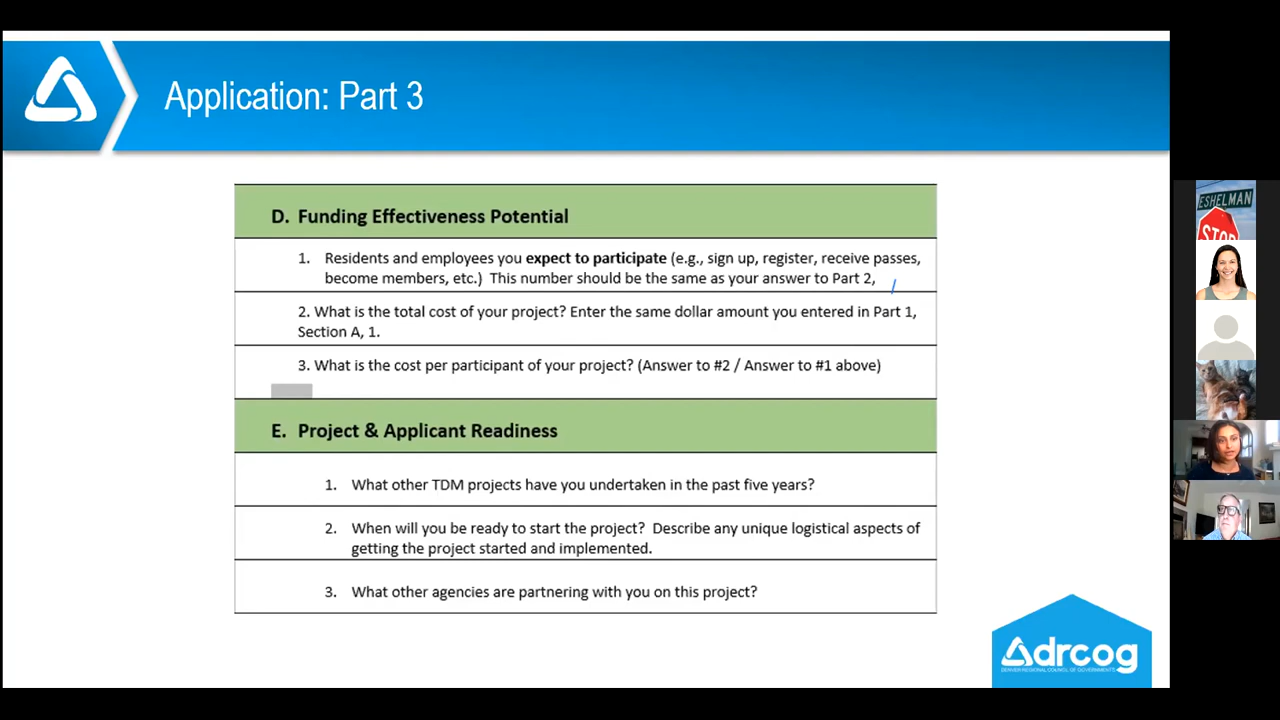 Application: Part 3
D. Funding Effectiveness Potential
1. Residents and employees you expect to participate (e.g., sign up, register, receive passes,
become members, etc.) This number should be the same as your answer to Part 2,
2. What is the total cost of your project? Enter the same dollar amount you entered in Part 1,
Section A, 1.
3. What is the cost per participant of your project? (Answer to #2 / Answer to #1 above)
E. Project & Applicant Readiness
1. What other TDM projects have you undertaken in the past five years?
2. When will you be ready to start the project? Describe any unique logistical aspects of
getting the project started and implemented.
3. What other agencies are partnering with you on this project?
drcog
DENVER REGIONAL COUNCIL OF GOVERNMENTS
ESHELMAN
STOP